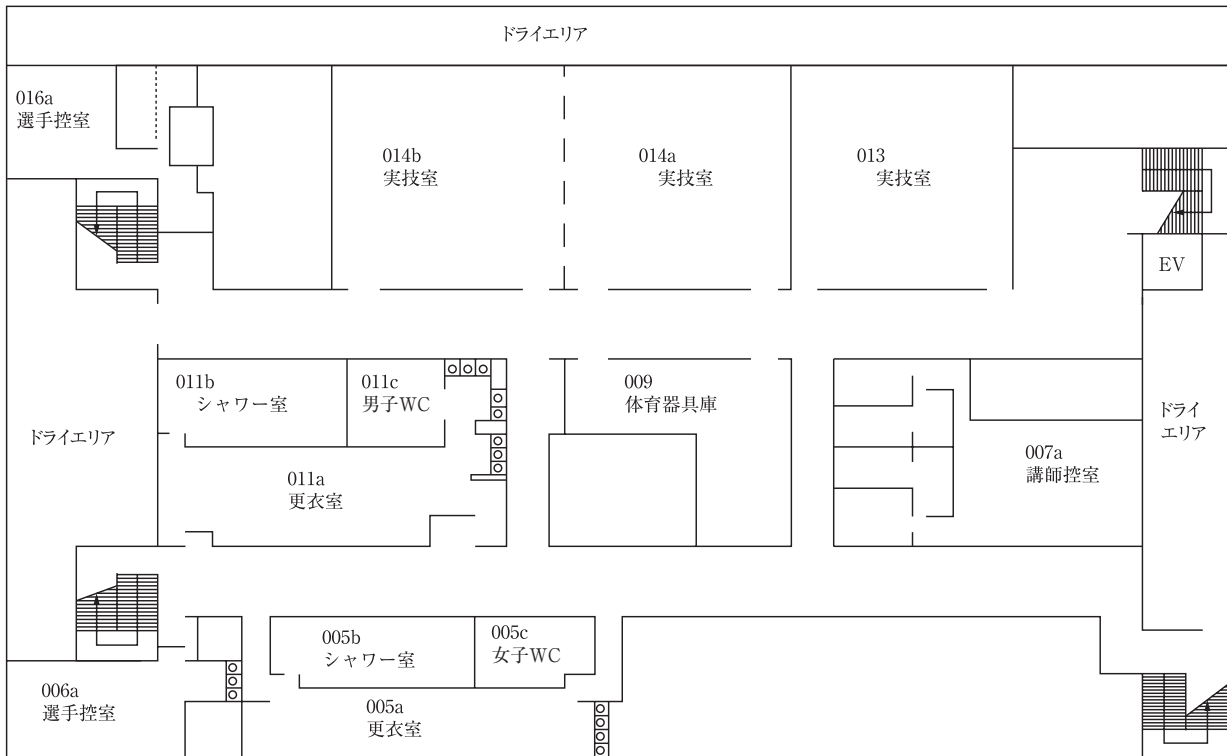 ドライエリア
016a
選手控室
014b
実技室
014a
実技室
013
実技室
EV
011b
シャワー室
011c
男子WC
009
体育器具庫
ドライエリア
ドライ
エリア
007a
講師控室
011a
更衣室
005b
シャワー室
005c
女子WC
006a
選手控室
005a
更衣室